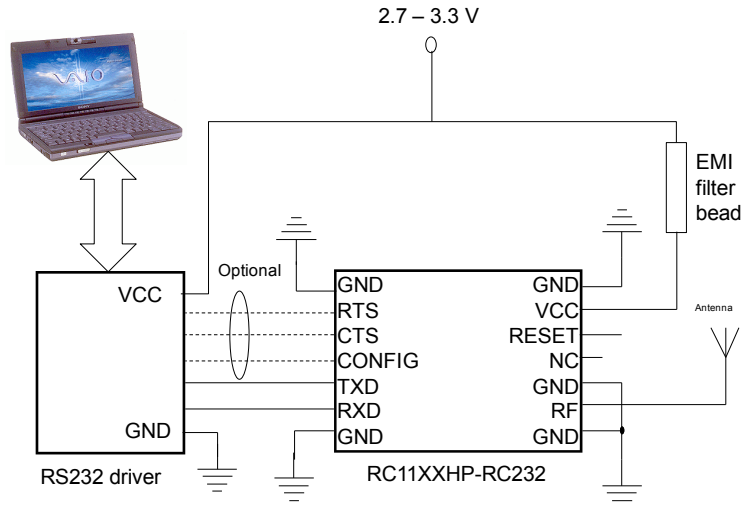 2.7 – 3.3 V
VAIO
EMI
filter
bead
Optional
Antenna
VCC
GND
RS232 driver
GND
RTS
CTS
CONFIG
TXD
RXD
GND
GND
VCC
RESET
NC
GND
RF
GND
RC11XXHP-RC232